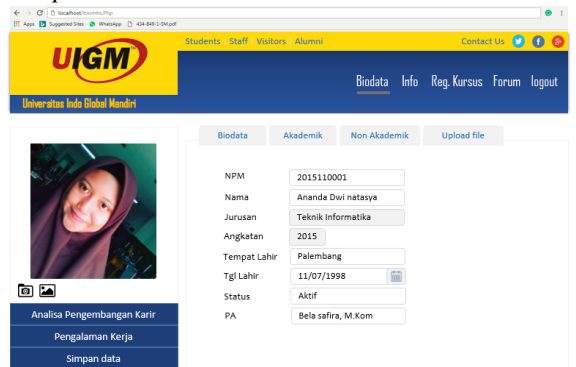 localhost/biomhs.Php
Apps Suggested Sites WhatsApp 434-849-1-SM.pdf
Students Staff Visitors Alumni Contact Us
UIGM
Biodata Info Reg. Kursus Forum logout
Universitas Indo Global Mandiri
Biodata Akademik Non Akademik Upload file
NPM 2015110001
Nama Ananda Dwi natasya
Jurusan Teknik Informatika
Angkatan 2015
Tempat Lahir Palembang
Tgl Lahir 11/07/1998
Status Aktif
PA Bela safira, M.Kom
Analisa Pengembangan Karir
Pengalaman Kerja
Simpan data